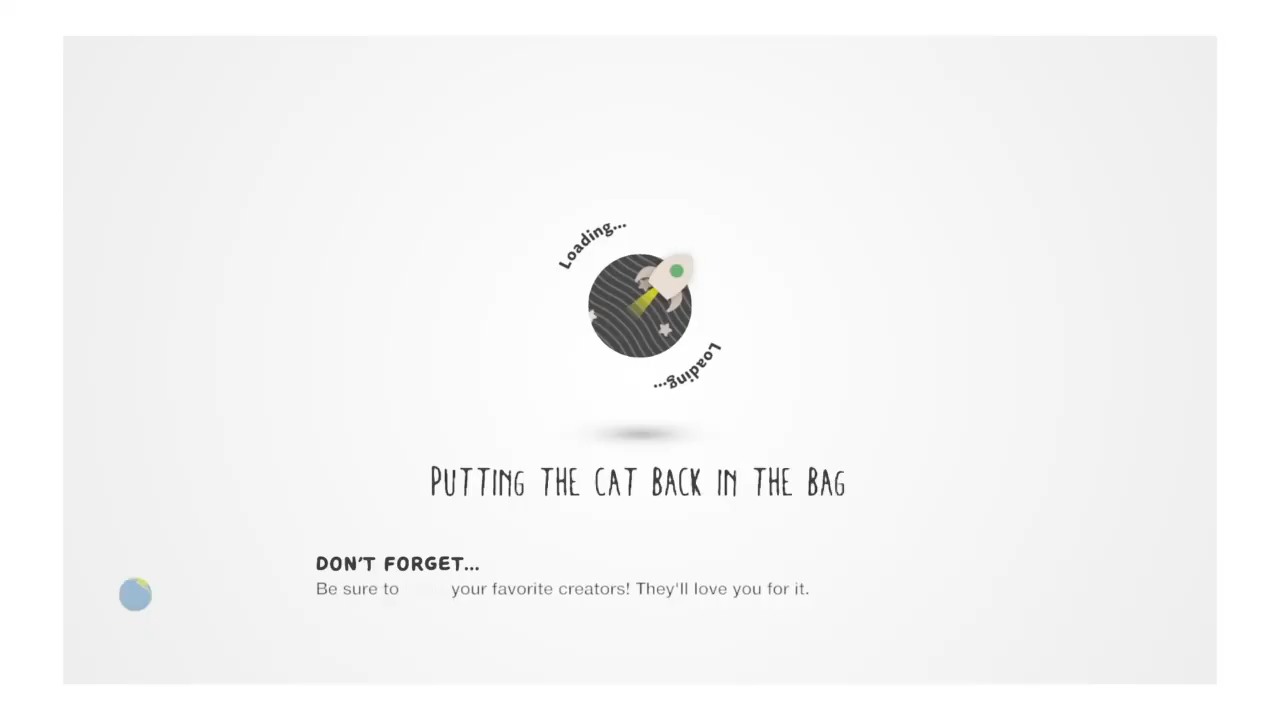 Loading...
Loading...
PUTTING THE CAT BACK IN THE BAG
DON'T FORGET...
Be sure to your favorite creators! They'll love you for it.